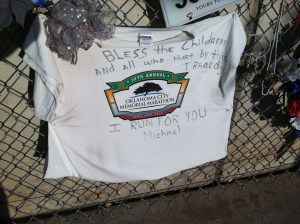 BLESS the Children
AND All who Hurt by this
TRAGEDY
10TH ANNUAL
OKLAHOMA CITY
MEMORIAL MARATHON
I RUN FOR YOU
Michael